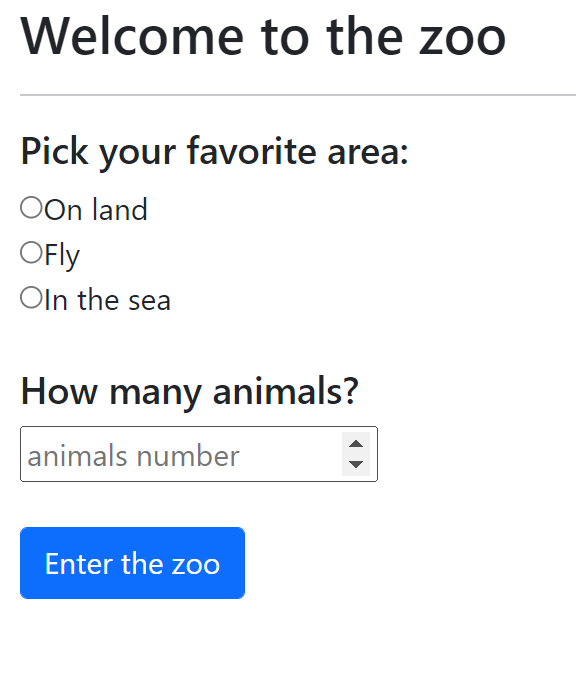 Welcome to the zoo
Pick your favorite area:
On land
Fly
In the sea
How many animals?
animals number
Enter the zoo